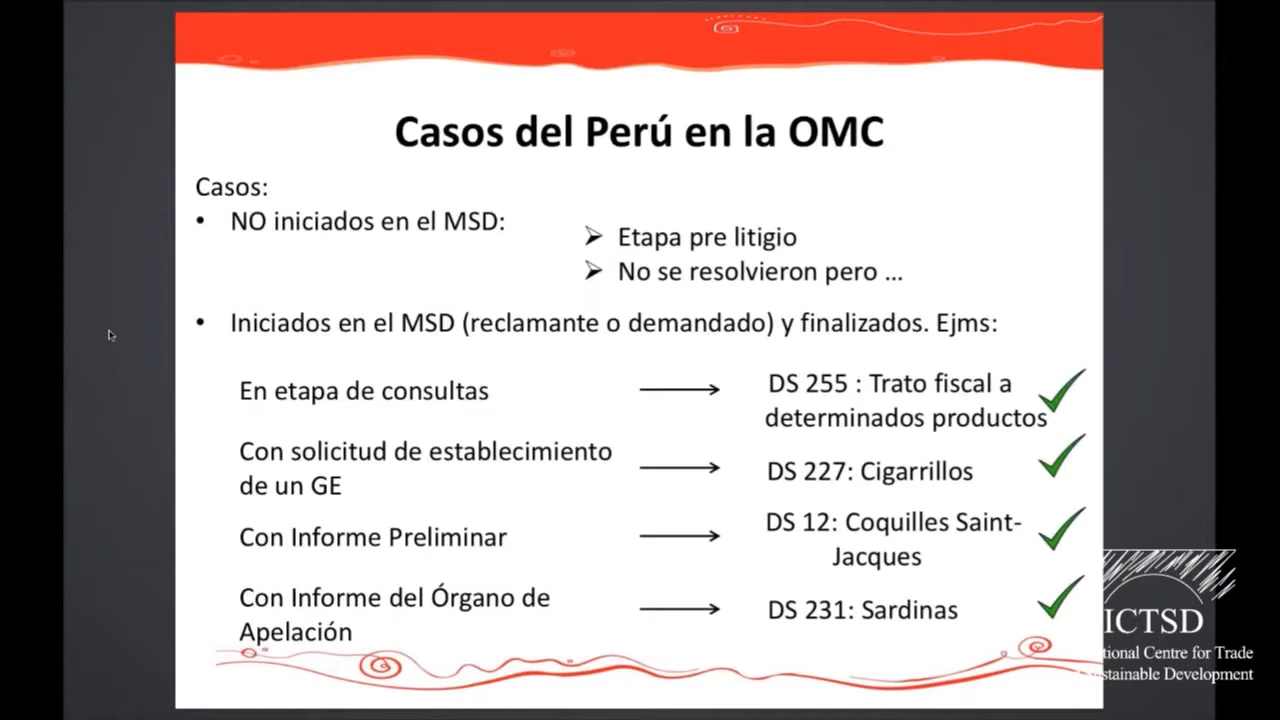 Casos del Perú en la OMC
Casos:
• NO iniciados en el MSD:
➢ Etapa pre litigio
➢ No se resolvieron pero ...
• Iniciados en el MSD (reclamante o demandado) y finalizados. Ejms:
En etapa de consultas
DS 255 : Trato fiscal a
determinados productos
Con solicitud de establecimiento
de un GE
DS 227: Cigarrillos
Con Informe Preliminar
DS 12: Coquilles Saint-
Jacques
Con Informe del Órgano de
Apelación
DS 231: Sardinas
ICTSD
Centre for Trade
Development